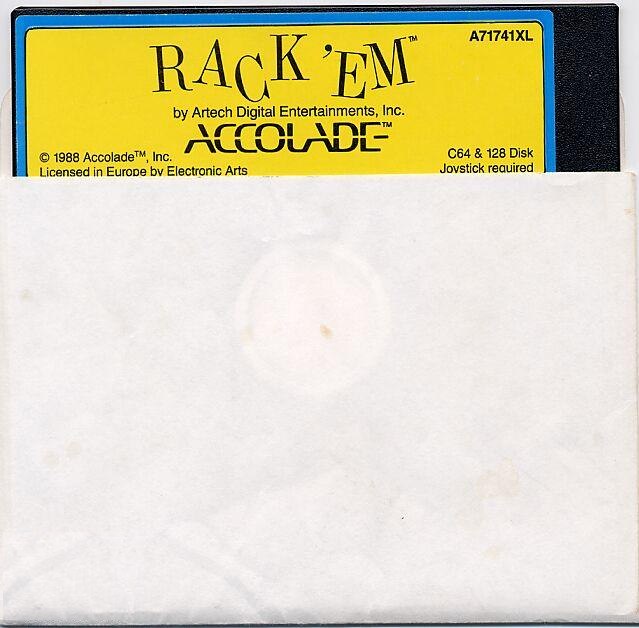 A71741XL
RACK 'EM™
by Artech Digital Entertainments, Inc.
ACCOLADE™
© 1988 Accolade™, Inc.
C64 & 128 Disk
Licensed in Europe by Electronic Arts
Joystick required